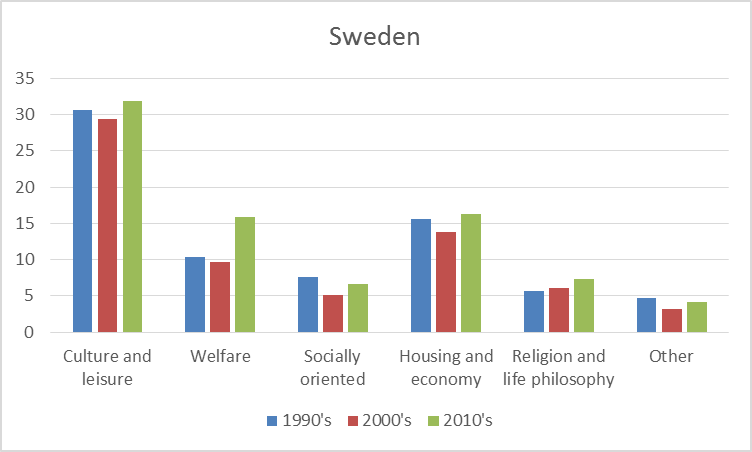 Sweden
35
30
25
20
15
10
5
0
Culture and
leisure
Welfare
Socially
oriented
Housing and
economy
Religion and
life philosophy
Other
1990's 2000's 2010's